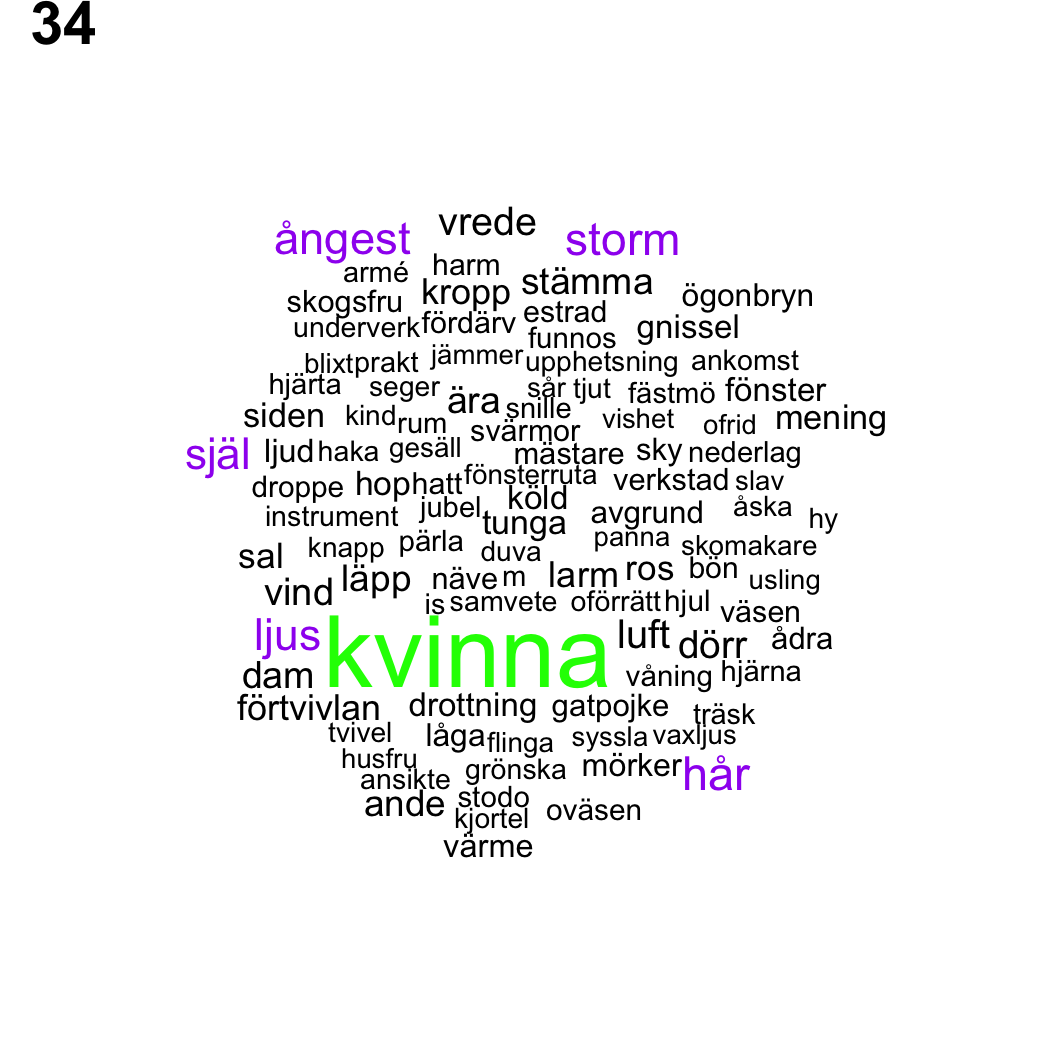 34
vrede
ångest storm
harm
armé stämma
skogsfru kropp ögonbryn
estrad
underverk fördärv gnissel
funnos
blixt prakt jämmer upphetsning ankomst
hjärta seger sår tjut fästmö fönster
siden kind rum ära snille vishet ofrid mening
svärmor
själ ljud haka gesäll mästare sky nederlag
fönsterruta
droppe hop hatt verkstad slav
köld
instrument jubel tunga avgrund åska hy
sal knapp pärla duva panna skomakare
vind läpp näve m larm ros bön usling
is samvete oförrätt hjul väsen
ljus kvinna luft dörr ådra
dam våning hjärna
förtvivlan drottning gatpojke träsk
tvivel låga flinga syssla vaxljus
husfru
ansikte grönska mörker hår
ande stodo
kjortel oväsen
värme